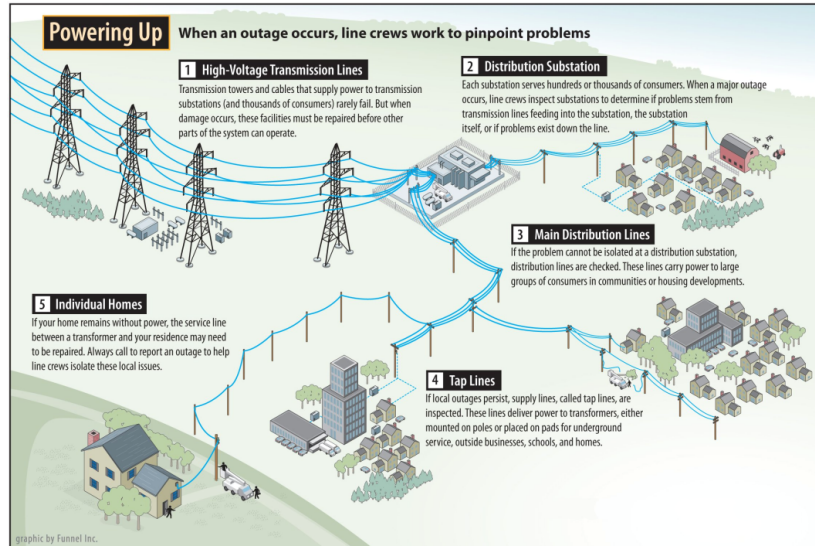 Powering Up
When an outage occurs, line crews work to pinpoint problems
1 High-Voltage Transmission Lines
Transmission towers and cables that supply power to transmission
substations (and thousands of consumers) rarely fail. But when
damage occurs, these facilities must be repaired before other
parts of the system can operate.
2 Distribution Substation
Each substation serves hundreds or thousands of consumers. When a major outage
occurs, line crews inspect substations to determine if problems stem from
transmission lines feeding into the substation, the substation
itself, or if problems exist down the line.
3 Main Distribution Lines
If the problem cannot be isolated at a distribution substation,
distribution lines are checked. These lines carry power to large
groups of consumers in communities or housing developments.
4 Tap Lines
If local outages persist, supply lines, called tap lines, are
inspected. These lines deliver power to transformers, either
mounted on poles or placed on pads for underground
service, outside businesses, schools, and homes.
5 Individual Homes
If your home remains without power, the service line
between a transformer and your residence may need
to be repaired. Always call to report an outage to help
line crews isolate these local issues.
graphic by Funnel Inc.